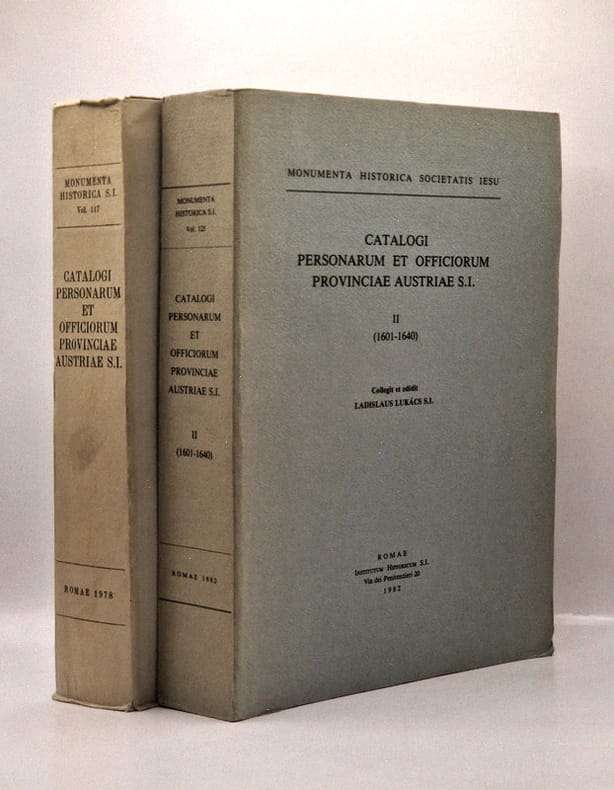 MONUMENTA
HISTORICA S.I.
Vol. 117
CATALOGI
PERSONARUM
ET
OFFICIORUM
PROVINCIAE
AUSTRIAE S.I.
ROMAE 1978
MONUMENTA
HISTORICA S.I.
Vol. 125
CATALOGI
PERSONARUM
ET
OFFICIORUM
PROVINCIAE
AUSTRIAE S.I.
II
(1601-1640)
ROMAE 1982
MONUMENTA HISTORICA SOCIETATIS IESU
CATALOGI
PERSONARUM ET OFFICIORUM
PROVINCIAE AUSTRIAE S.I.
II
(1601-1640)
Collegit et edidit
LADISLAUS LUKÁCS S.I.
ROMAE
INSTITUTUM HISTORICUM S.I.
Via dei Penitenzieri 20
1982